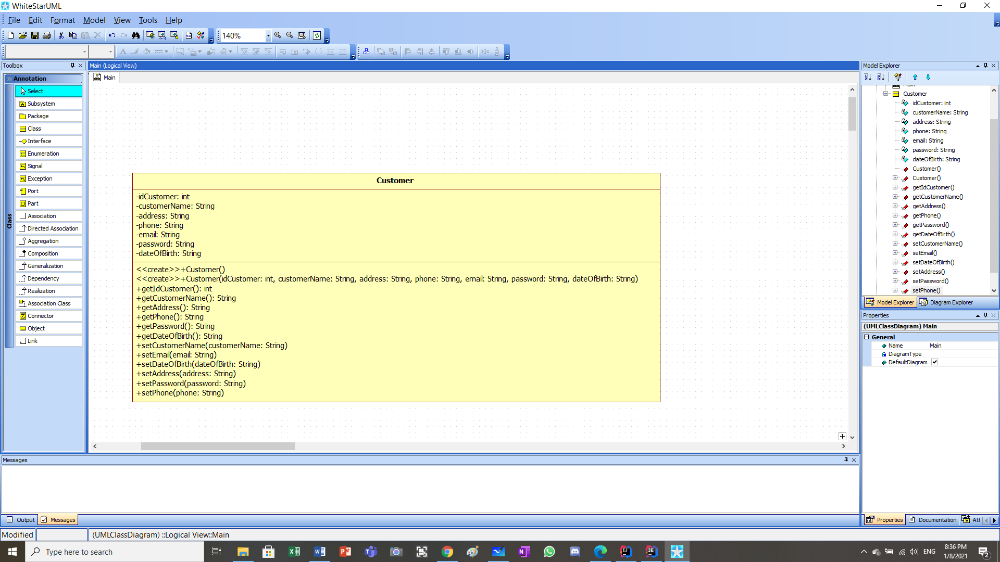 WhiteStarUML
File Edit Format Model View Tools Help
140%
Toolbox
Main (Logical View)
Model Explorer
Annotation
Main
Select
Subsystem
Package
Class
Interface
Enumeration
Signal
Exception
Port
Part
Association
Directed Association
Aggregation
Composition
Generalization
Dependency
Realization
Association Class
Connector
Object
Link
Class
Customer
-idCustomer: int
-customerName: String
-address: String
-phone: String
-email: String
-password: String
-dateOfBirth: String
<<create>>+Customer()
<<create>>+Customer(idCustomer: int, customerName: String, address: String, phone: String, email: String, password: String, dateOfBirth: String)
+getIdCustomer(): int
+getCustomerName(): String
+getAddress(): String
+getPhone(): String
+getPassword(): String
+getDateOfBirth(): String
+setCustomerName(customerName: String)
+setEmail(email: String)
+setDateOfBirth(dateOfBirth: String)
+setAddress(address: String)
+setPassword(password: String)
+setPhone(phone: String)
Main
Customer
idCustomer: int
customerName: String
address: String
phone: String
email: String
password: String
dateOfBirth: String
Customer()
Customer()
getIdCustomer()
getCustomerName()
getAddress()
getPhone()
getPassword()
getDateOfBirth()
setCustomerName()
setEmail()
setDateOfBirth()
setAddress()
setPassword()
setPhone()
Model Explorer Diagram Explorer
Properties
(UMLClassDiagram) Main
General
Name Main
DiagramType
DefaultDiagram
Messages
Output Messages
Properties Documentation Att
Modified
(UMLClassDiagram) ::Logical View::Main
Type here to search
ENG
8:36 PM
1/8/2021
2